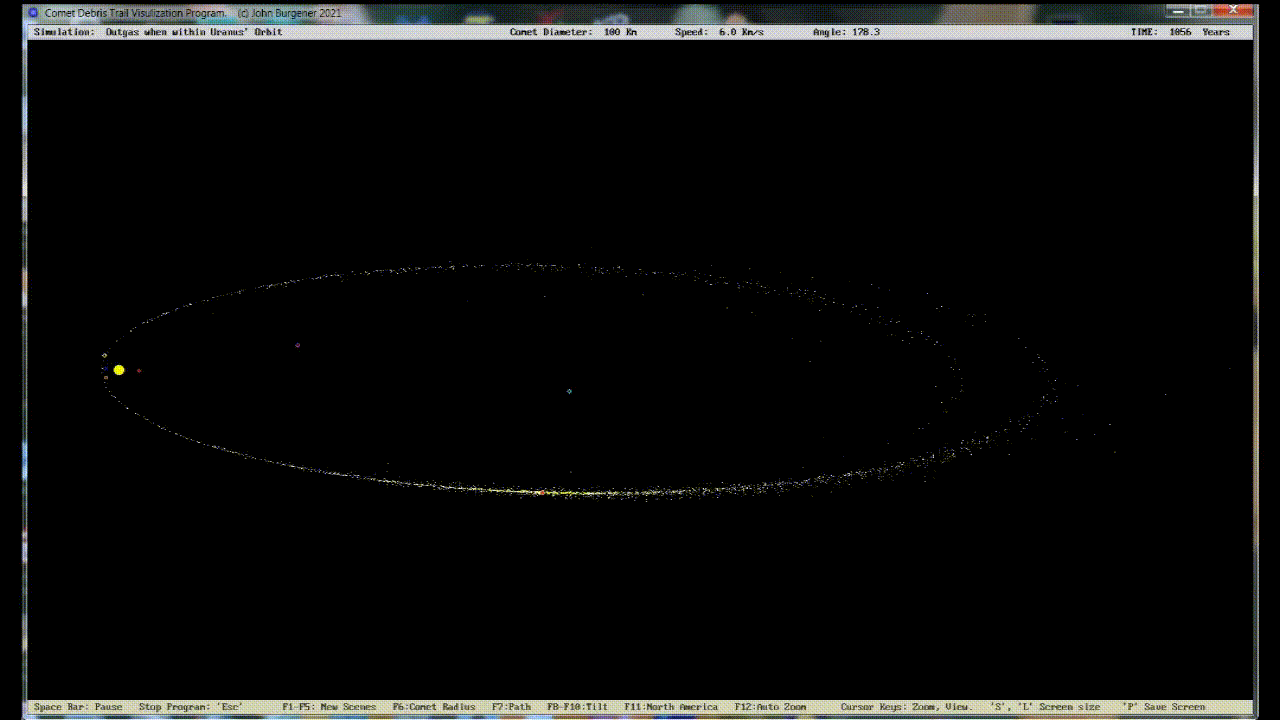 Comet Debris Trail Visulization Program. (c) John Burgener 2021
Simulation: Outgas when within Uranus' Orbit Comet Diameter: 100 Km Speed: 6.0 Km/s Angle: 178.3 TIME: 1056 Years
Space Bar: Pause Stop Program: 'Esc' F1-F5: New Scenes F6:Comet Radius F7:Path F8-F10:Tilt F11:North America F12:Auto Zoom Cursor Keys: Zoom, View. 'S', 'L' Screen size 'P' Save Screen